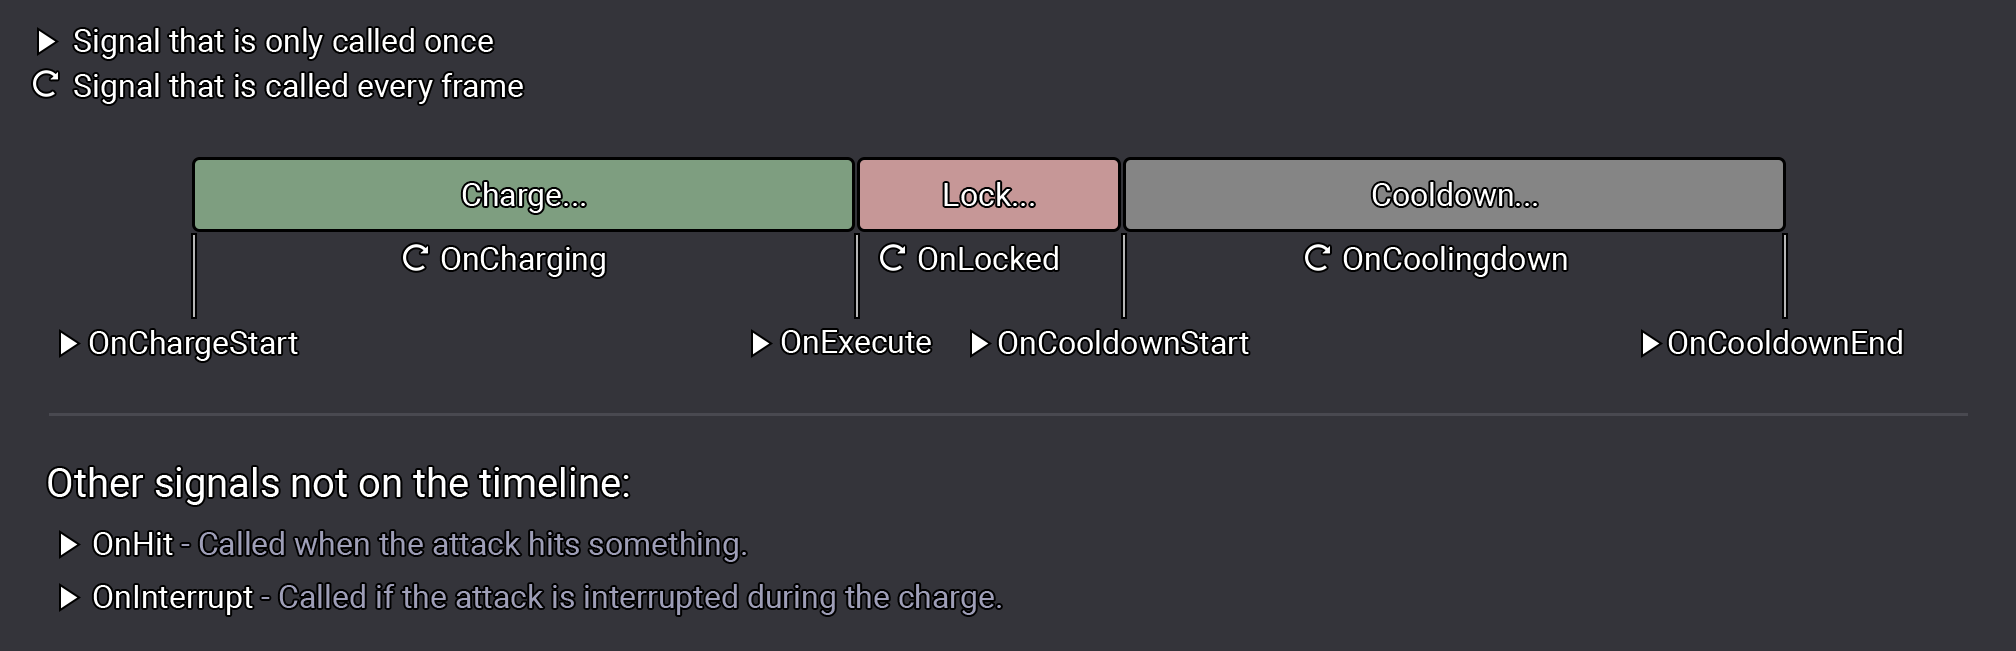 Signal that is only called once
Signal that is called every frame
Charge... Lock... Cooldown...
OnCharging OnLocked OnCoolingdown
OnChargeStart OnExecute OnCooldownStart OnCooldownEnd
Other signals not on the timeline:
OnHit - Called when the attack hits something.
OnInterrupt - Called if the attack is interrupted during the charge.